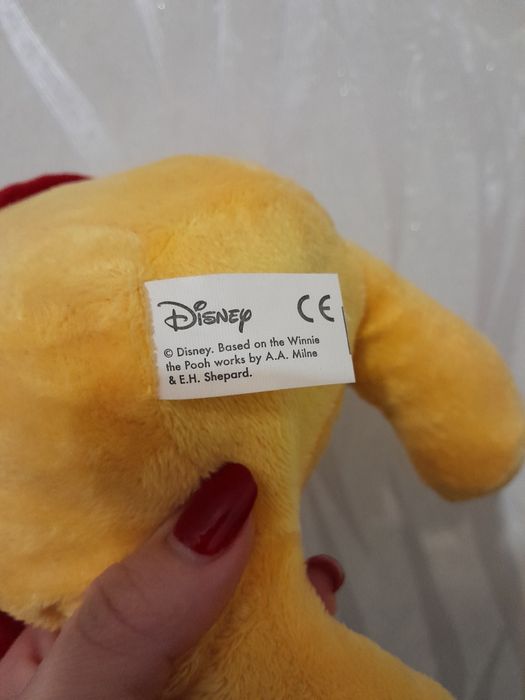 Disney CE
© Disney. Based on the Winnie
the Pooh works by A.A. Milne
& E.H. Shepard.